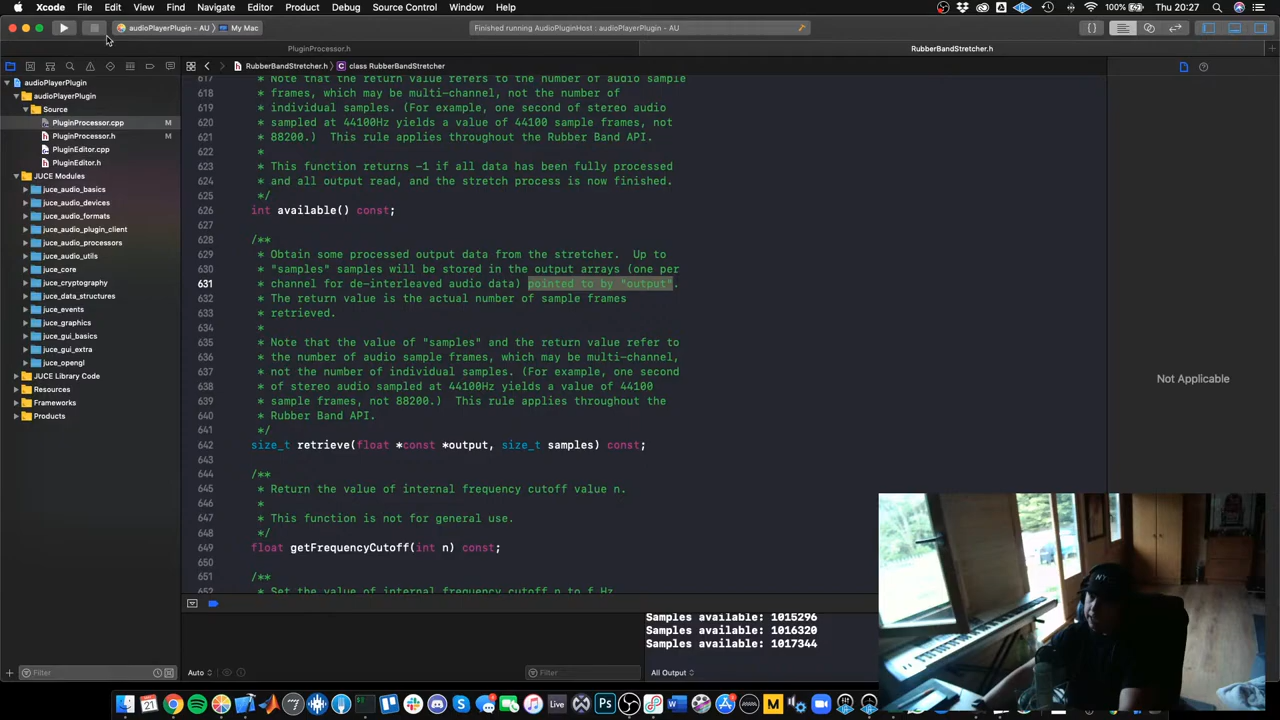 Xcode File Edit View Find Navigate Editor Product Debug Source Control Window Help 100% Thu 20:27
audioPlayerPlugin - AU My Mac Finished running AudioPluginHost : audioPlayerPlugin - AU
PluginProcessor.h RubberBandStretcher.h
RubberBandStretcher.h class RubberBandStretcher
audioPlayerPlugin
audioPlayerPlugin
Source
PluginProcessor.cpp M
PluginProcessor.h M
PluginEditor.cpp
PluginEditor.h
JUCE Modules
juce_audio_basics
juce_audio_devices
juce_audio_formats
juce_audio_plugin_client
juce_audio_processors
juce_audio_utils
juce_core
juce_cryptography
juce_data_structures
juce_events
juce_graphics
juce_gui_basics
juce_gui_extra
juce_opengl
JUCE Library Code
Resources
Frameworks
Products
617 * Note that the return value refers to the number of audio sample
618 * frames, which may be multi-channel, not the number of
619 * individual samples. (For example, one second of stereo audio
620 * sampled at 44100Hz yields a value of 44100 sample frames, not
621 * 88200.) This rule applies throughout the Rubber Band API.
622 *
623 * This function returns -1 if all data has been fully processed
624 * and all output read, and the stretch process is now finished.
625 */
626 int available() const;
627
628 /**
629 * Obtain some processed output data from the stretcher. Up to
630 * "samples" samples will be stored in the output arrays (one per
631 * channel for de-interleaved audio data) pointed to by "output".
632 * The return value is the actual number of sample frames
633 * retrieved.
634 *
635 * Note that the value of "samples" and the return value refer to
636 * the number of audio sample frames, which may be multi-channel,
637 * not the number of individual samples. (For example, one second
638 * of stereo audio sampled at 44100Hz yields a value of 44100
639 * sample frames, not 88200.) This rule applies throughout the
640 * Rubber Band API.
641 */
642 size_t retrieve(float *const *output, size_t samples) const;
643
644 /**
645 * Return the value of internal frequency cutoff value n.
646 *
647 * This function is not for general use.
648 */
649 float getFrequencyCutoff(int n) const;
650
651 /**
652 * Set the value of internal frequency cutoff n to f Hz.
Not Applicable
Samples available: 1015296
Samples available: 1016320
Samples available: 1017344
Filter Auto Filter All Output
NY
21 Live Ps W M